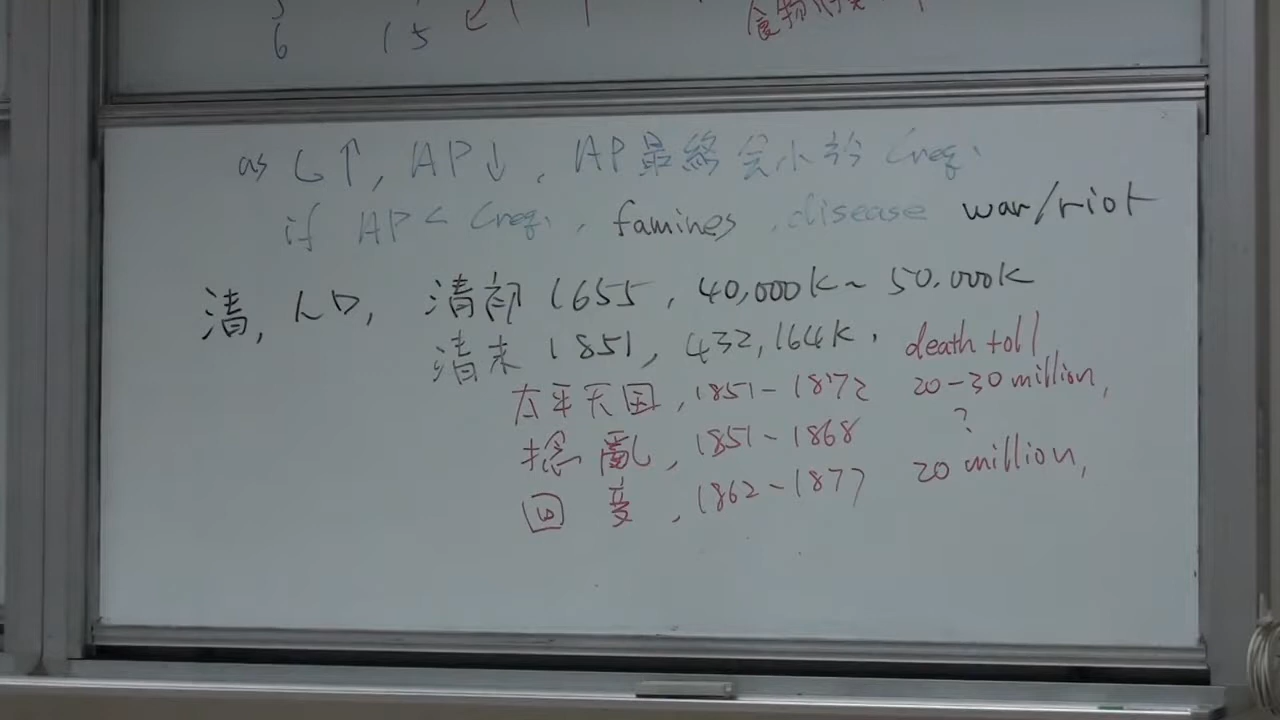 6 15 食物
as L↑, AP↓, AP最終会小於 Creq.
if AP < Creq., famines, disease war/riot
清, 人口, 清初 1655, 40,000k~50,000k
清末 1851, 432,164k. death toll
太平天国, 1851-1872 20-30 million,
捻亂, 1851-1868 ?
回变, 1862-1877 20 million,